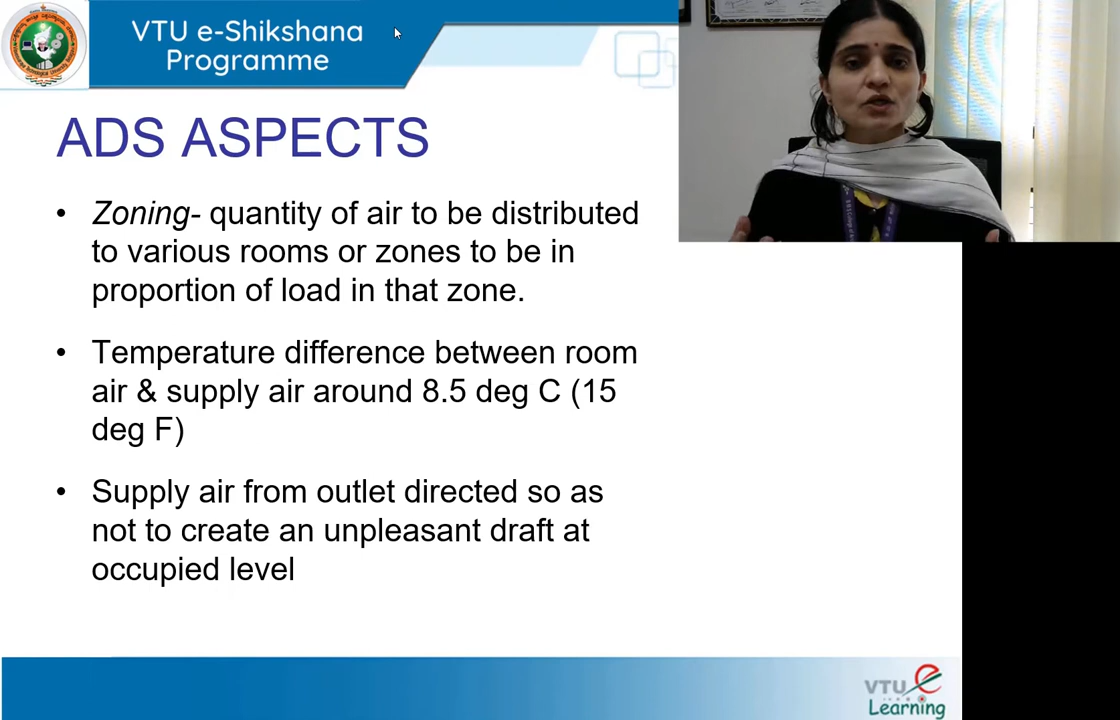 VTU e-Shikshana
Programme
ADS ASPECTS
• Zoning- quantity of air to be distributed
to various rooms or zones to be in
proportion of load in that zone.
• Temperature difference between room
air & supply air around 8.5 deg C (15
deg F)
• Supply air from outlet directed so as
not to create an unpleasant draft at
occupied level
VTU e
Learning